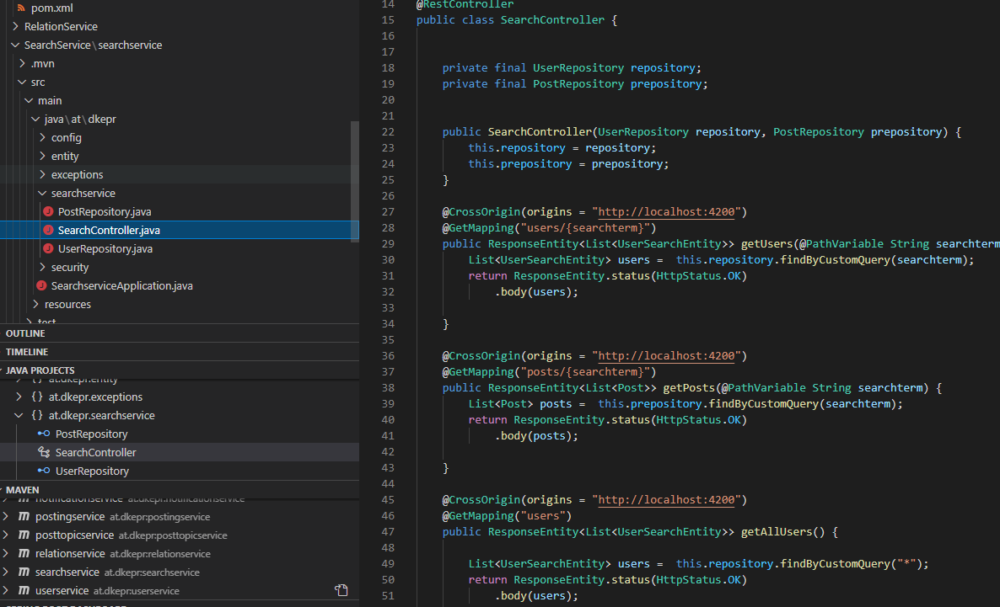 pom.xml
RelationService
SearchService\searchservice
.mvn
src
main
java\at\dkepr
config
entity
exceptions
searchservice
PostRepository.java
SearchController.java
UserRepository.java
security
SearchserviceApplication.java
resources
test
OUTLINE
TIMELINE
JAVA PROJECTS
{} at.dkepr.entity
{} at.dkepr.exceptions
{} at.dkepr.searchservice
PostRepository
SearchController
UserRepository
MAVEN
notificationservice at.dkepr:notificationservice
postingservice at.dkepr:postingservice
posttopicservice at.dkepr:posttopicservice
relationservice at.dkepr:relationservice
searchservice at.dkepr:searchservice
userservice at.dkepr:userservice
14 @RestController
15 public class SearchController {
16
17
18 private final UserRepository repository;
19 private final PostRepository prepository;
20
21
22 public SearchController(UserRepository repository, PostRepository prepository) {
23 this.repository = repository;
24 this.prepository = prepository;
25 }
26
27 @CrossOrigin(origins = "http://localhost:4200")
28 @GetMapping("users/{searchterm}")
29 public ResponseEntity<List<UserSearchEntity>> getUsers(@PathVariable String searchterm
30 List<UserSearchEntity> users =  this.repository.findByCustomQuery(searchterm);
31 return ResponseEntity.status(HttpStatus.OK)
32 .body(users);
33
34 }
35
36 @CrossOrigin(origins = "http://localhost:4200")
37 @GetMapping("posts/{searchterm}")
38 public ResponseEntity<List<Post>> getPosts(@PathVariable String searchterm) {
39 List<Post> posts =  this.prepository.findByCustomQuery(searchterm);
40 return ResponseEntity.status(HttpStatus.OK)
41 .body(posts);
42
43 }
44
45 @CrossOrigin(origins = "http://localhost:4200")
46 @GetMapping("users")
47 public ResponseEntity<List<UserSearchEntity>> getAllUsers() {
48
49 List<UserSearchEntity> users =  this.repository.findByCustomQuery("*");
50 return ResponseEntity.status(HttpStatus.OK)
51 .body(users);